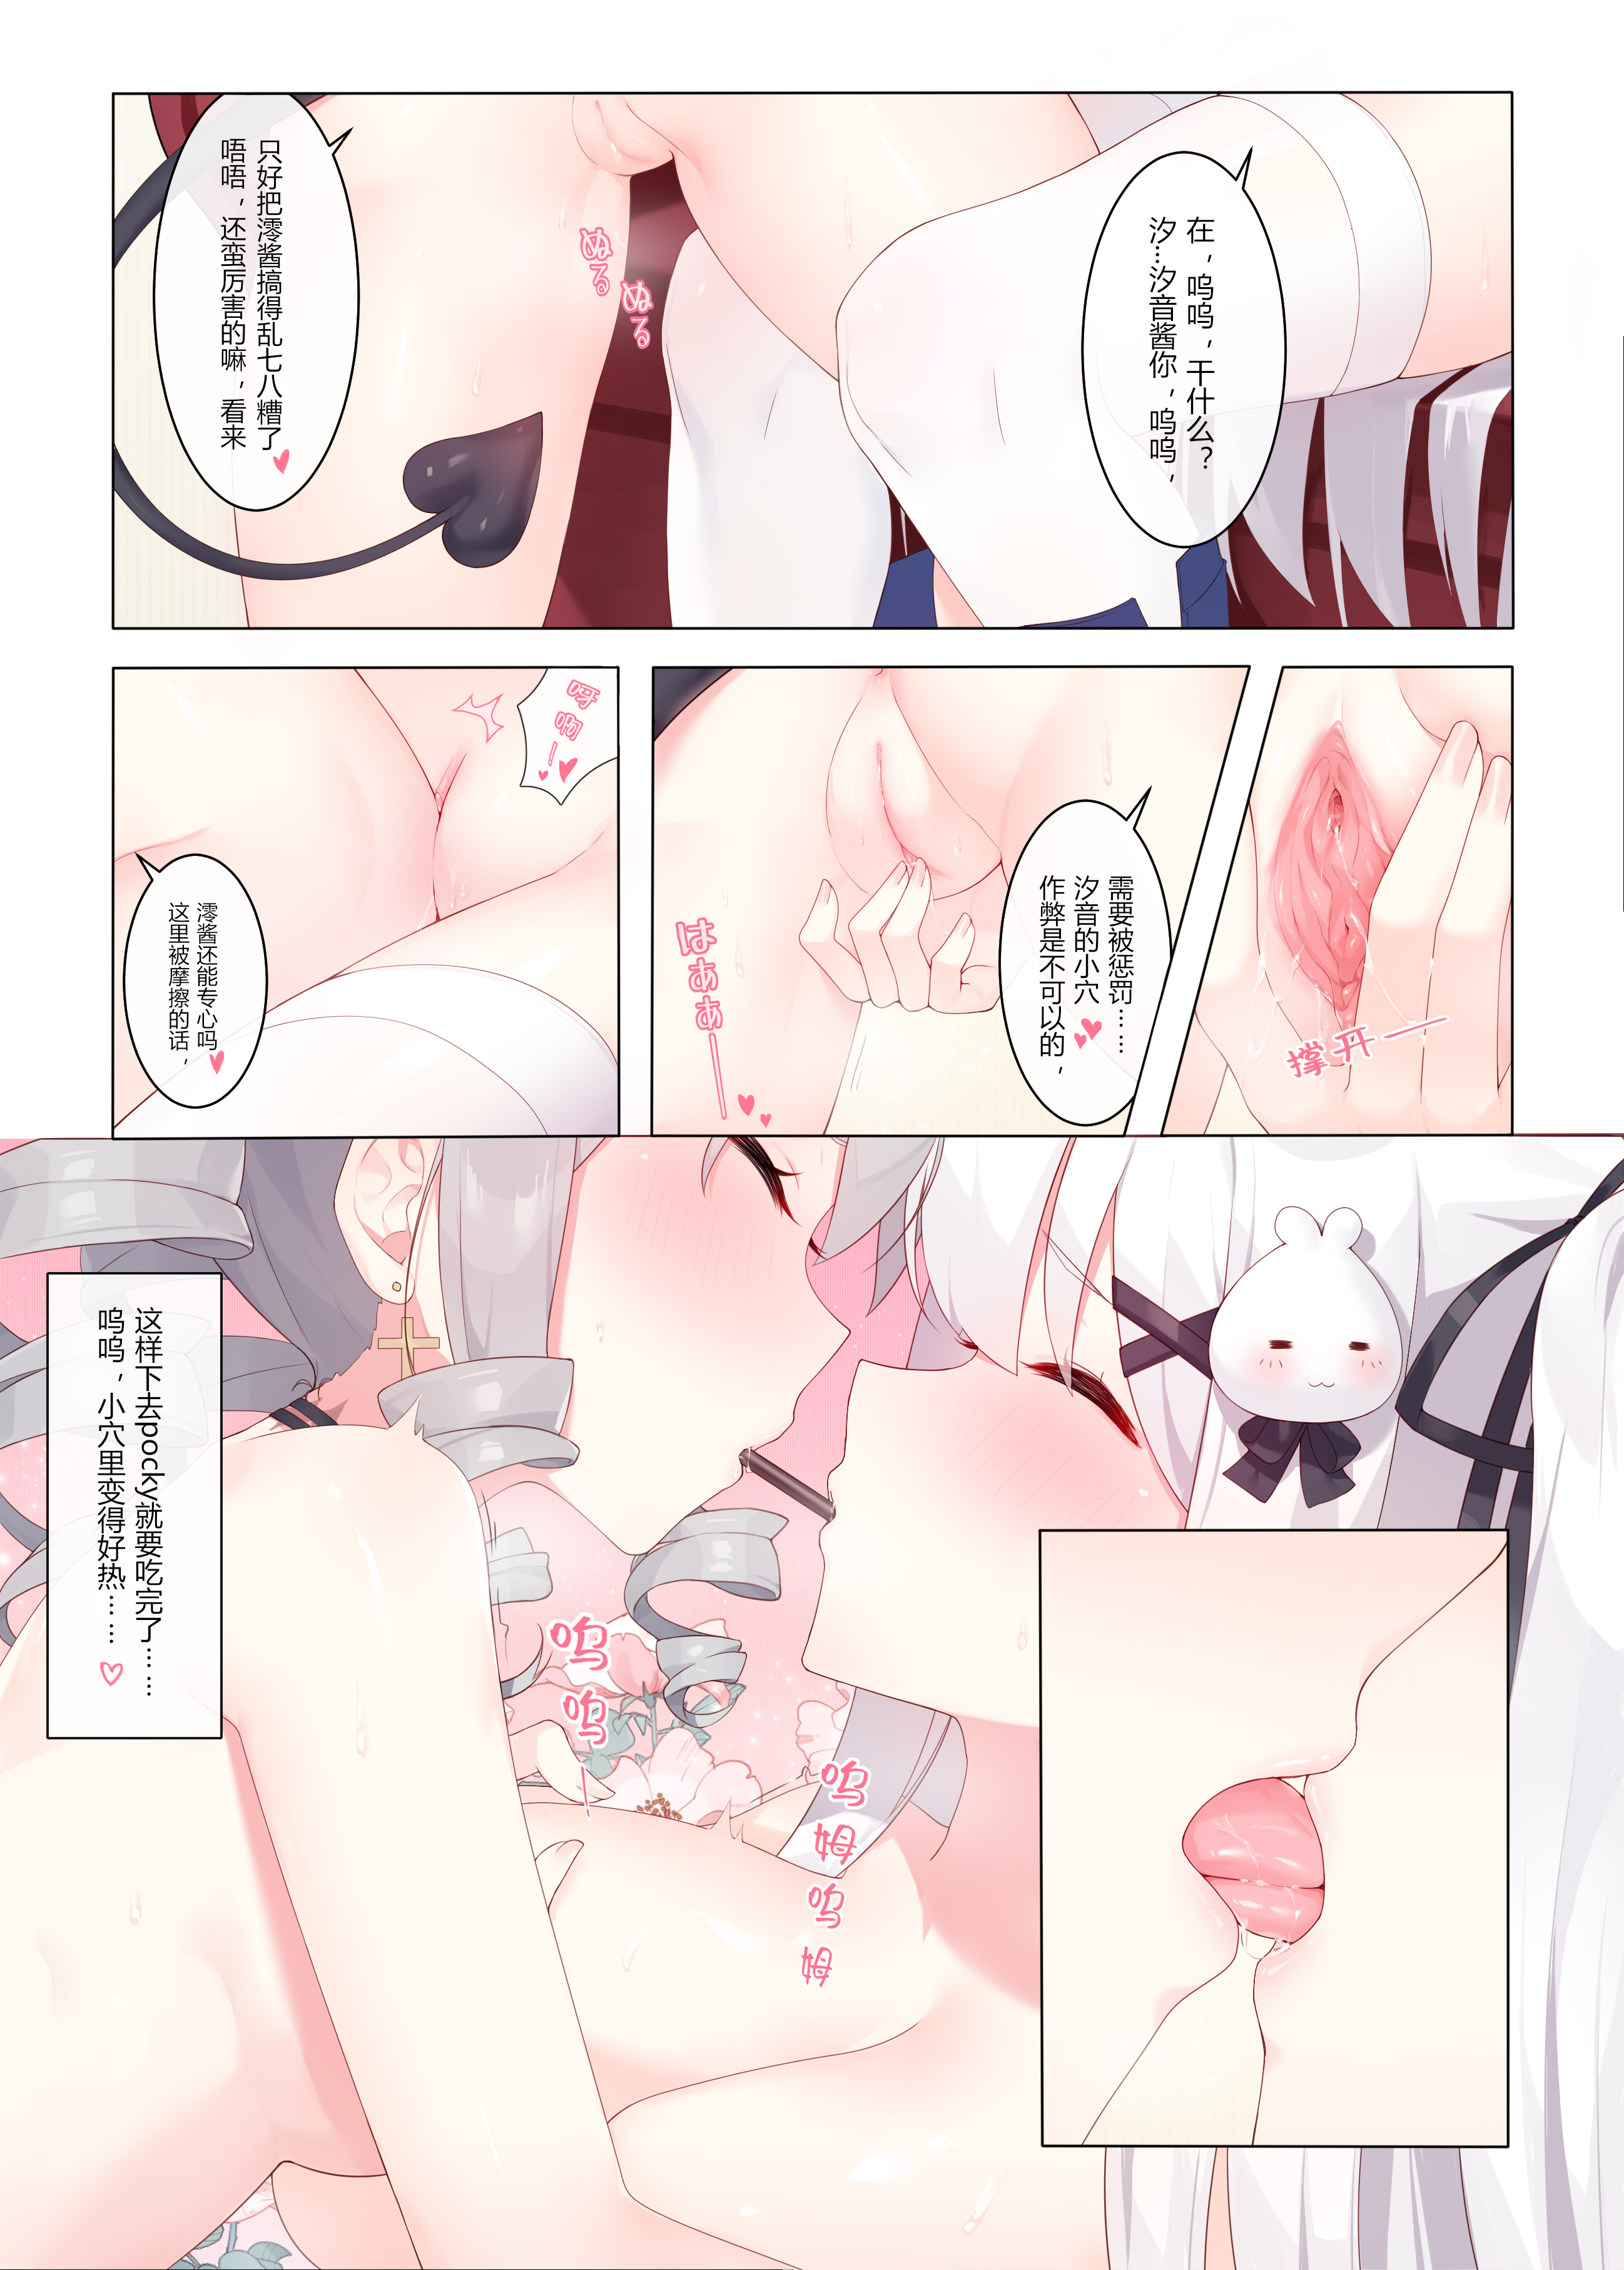 汐…汐音酱你，呜呜，
在，呜呜，干什么？
唔唔，还蛮厉害的嘛，看来
只好把澪酱搞得乱七八糟了
ぬる
ぬる
撑开——
作弊是不可以的，
汐音的小穴
需要被惩罚……
はぁぁ——
呀啊—
这里被摩擦的话，
澪酱还能专心吗
呜呜，小穴里变得好热……
这样下去pocky就要吃完了……
呜呜—
呜姆呜姆